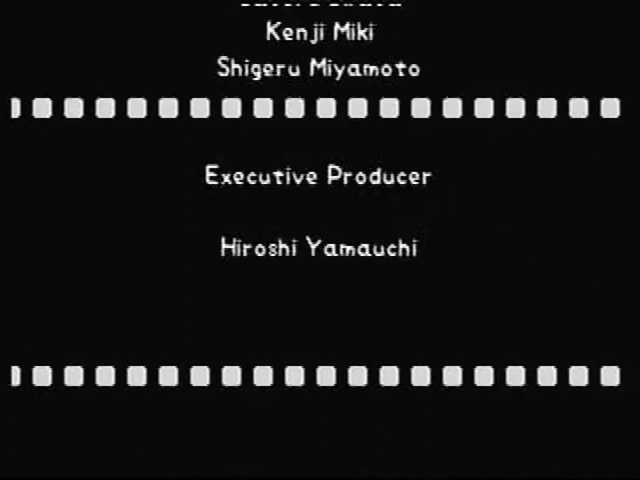 Kenji Miki
Shigeru Miyamoto
Executive Producer
Hiroshi Yamauchi